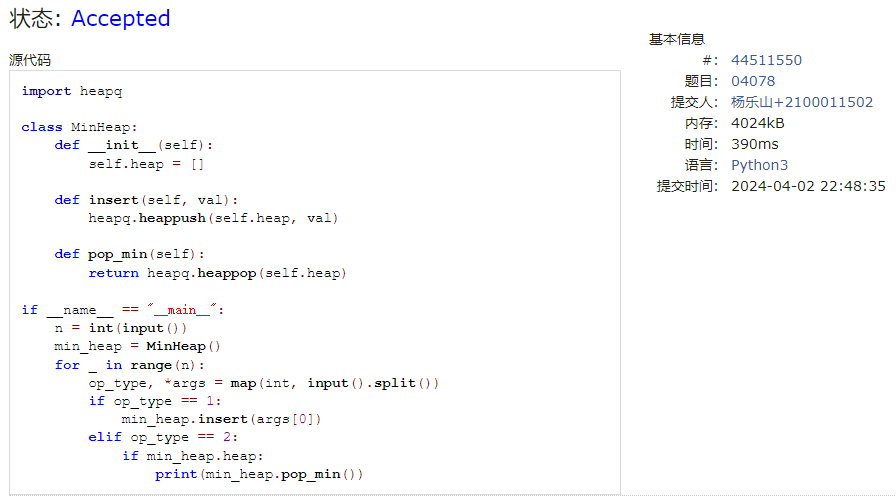 状态: Accepted
源代码
import heapq
class MinHeap:
    def __init__(self):
        self.heap = []
    def insert(self, val):
        heapq.heappush(self.heap, val)
    def pop_min(self):
        return heapq.heappop(self.heap)
if __name__ == "__main__":
    n = int(input())
    min_heap = MinHeap()
    for _ in range(n):
        op_type, *args = map(int, input().split())
        if op_type == 1:
            min_heap.insert(args[0])
        elif op_type == 2:
            if min_heap.heap:
                print(min_heap.pop_min())
基本信息
#: 44511550
题目: 04078
提交人: 杨乐山+2100011502
内存: 4024kB
时间: 390ms
语言: Python3
提交时间: 2024-04-02 22:48:35